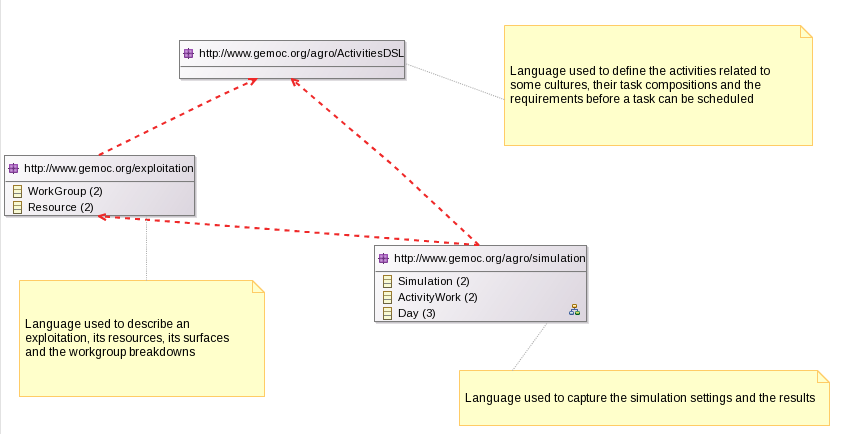 http://www.gemoc.org/agro/ActivitiesDSL
Language used to define the activities related to
some cultures, their task compositions and the
requirements before a task can be scheduled
http://www.gemoc.org/exploitation
WorkGroup (2)
Resource (2)
http://www.gemoc.org/agro/simulation
Simulation (2)
ActivityWork (2)
Day (3)
Language used to describe an
exploitation, its resources, its surfaces
and the workgroup breakdowns
Language used to capture the simulation settings and the results